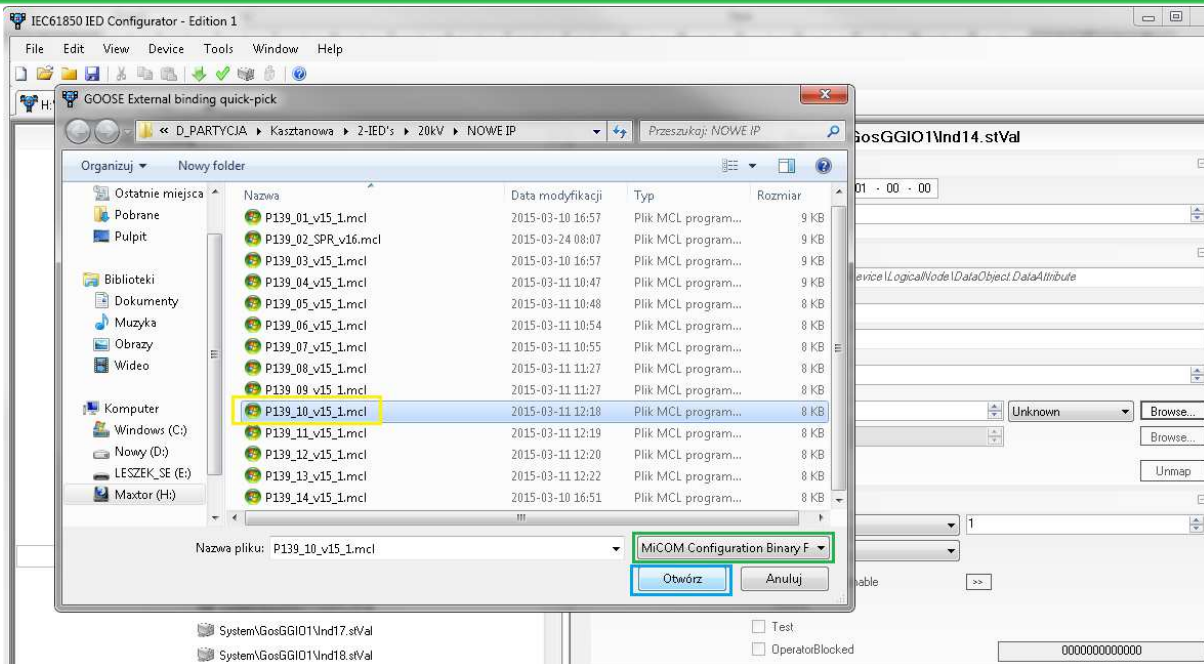 IEC61850 IED Configurator - Edition 1
File Edit View Device Tools Window Help
H:
GOOSE External binding quick-pick
« D_PARTYCJA ▸ Kasztanowa ▸ 2-IED's ▸ 20kV ▸ NOWE IP
Przeszukaj: NOWE IP
GosGGIO1\Ind14.stVal
Organizuj Nowy folder
Nazwa Data modyfikacji Typ Rozmiar
01 · 00 · 00
Ostatnie miejsca
Pobrane
Pulpit
Biblioteki
Dokumenty
Muzyka
Obrazy
Wideo
Komputer
Windows (C:)
Nowy (D:)
LESZEK_SE (E:)
Maxtor (H:)
P139_01_v15_1.mcl 2015-03-10 16:57 Plik MCL program... 9 KB
P139_02_SPR_v16.mcl 2015-03-24 08:07 Plik MCL program... 9 KB
P139_03_v15_1.mcl 2015-03-10 16:57 Plik MCL program... 9 KB
P139_04_v15_1.mcl 2015-03-11 10:47 Plik MCL program... 9 KB
P139_05_v15_1.mcl 2015-03-11 10:48 Plik MCL program... 8 KB
P139_06_v15_1.mcl 2015-03-11 10:54 Plik MCL program... 8 KB
P139_07_v15_1.mcl 2015-03-11 10:55 Plik MCL program... 8 KB
P139_08_v15_1.mcl 2015-03-11 11:27 Plik MCL program... 8 KB
P139_09_v15_1.mcl 2015-03-11 11:27 Plik MCL program... 8 KB
P139_10_v15_1.mcl 2015-03-11 12:18 Plik MCL program... 8 KB
P139_11_v15_1.mcl 2015-03-11 12:19 Plik MCL program... 8 KB
P139_12_v15_1.mcl 2015-03-11 12:20 Plik MCL program... 8 KB
P139_13_v15_1.mcl 2015-03-11 12:22 Plik MCL program... 8 KB
P139_14_v15_1.mcl 2015-03-10 16:51 Plik MCL program... 8 KB
evice\LogicalNode\DataObject.DataAttribute
Unknown Browse...
Browse...
Unmap
1
Nazwa pliku: P139_10_v15_1.mcl MiCOM Configuration Binary F
Otwórz Anuluj
>>
Test
OperatorBlocked 0000000000000
System\GosGGIO1\Ind17.stVal
System\GosGGIO1\Ind18.stVal